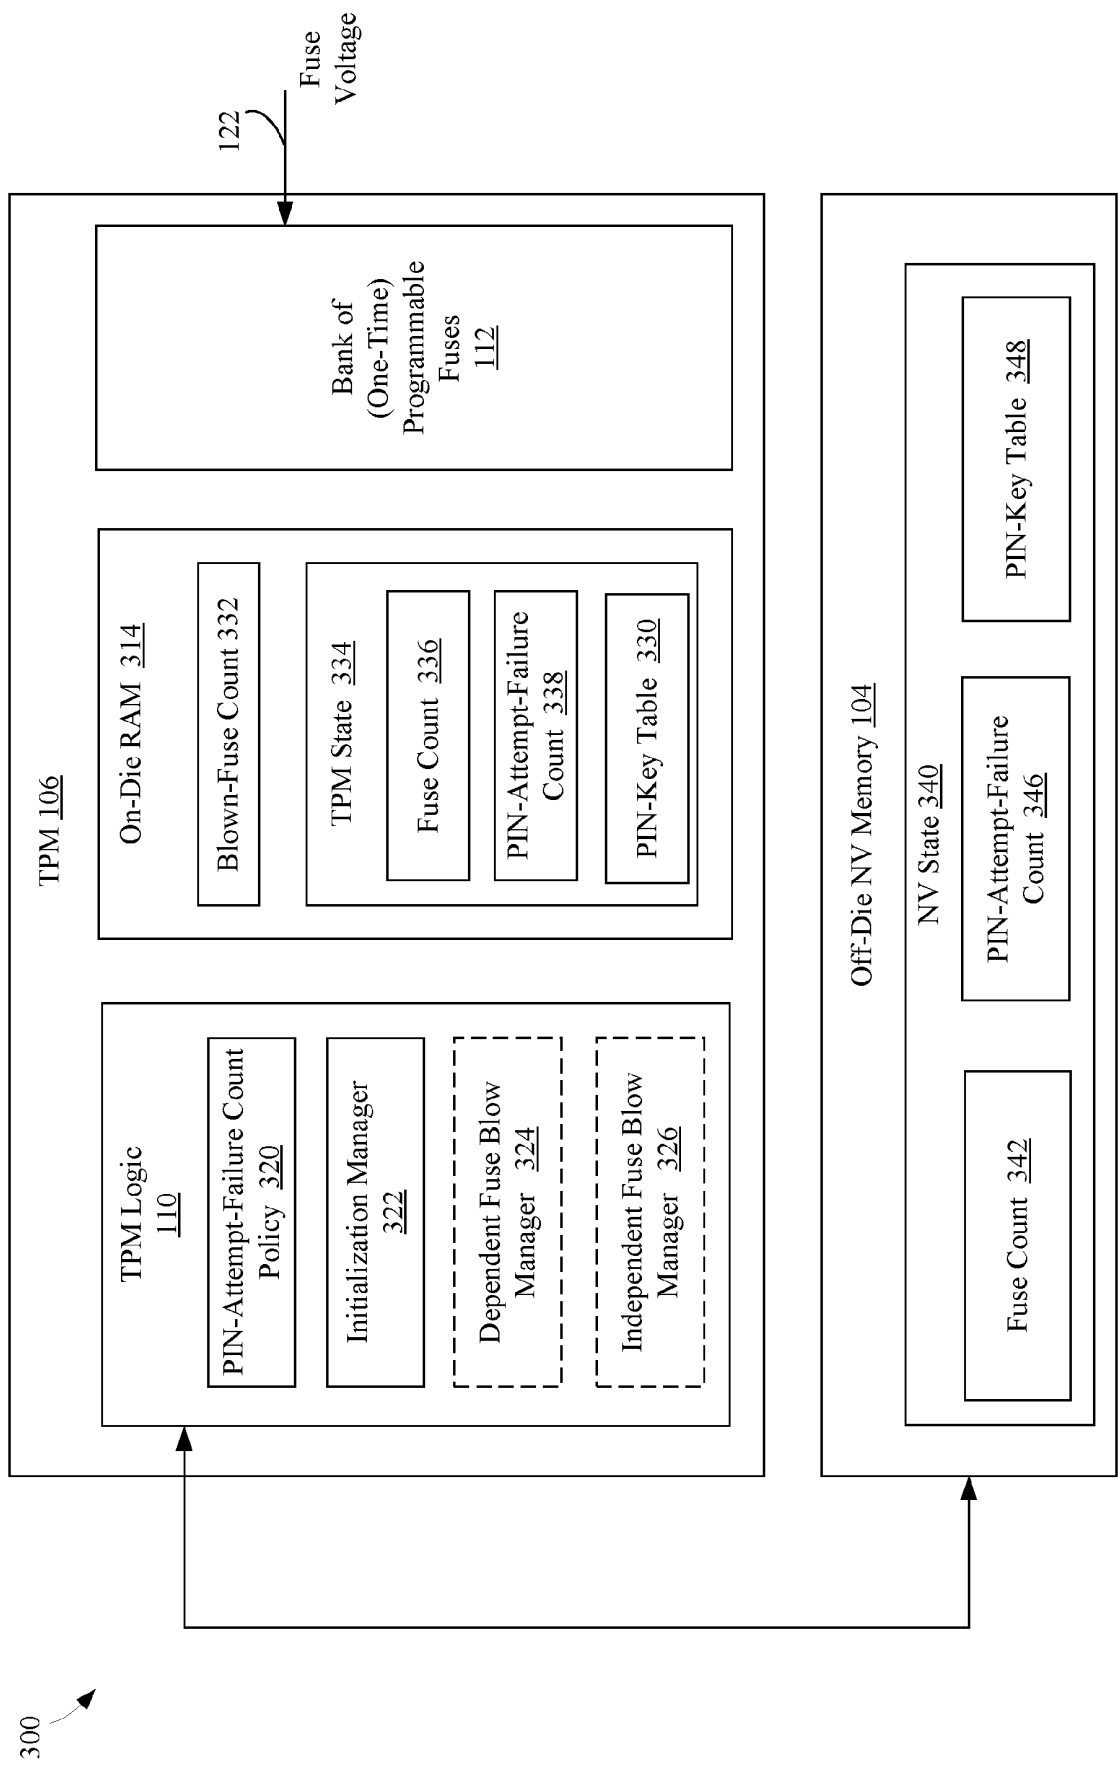 300
TPM 106
TPM Logic
110
PIN-Attempt-Failure Count
Policy 320
Initialization Manager
322
Dependent Fuse Blow
Manager 324
Independent Fuse Blow
Manager 326
On-Die RAM 314
Blown-Fuse Count 332
TPM State 334
Fuse Count 336
PIN-Attempt-Failure
Count 338
PIN-Key Table 330
Bank of
(One-Time)
Programmable
Fuses
112
122
Fuse
Voltage
Off-Die NV Memory 104
NV State 340
Fuse Count 342
PIN-Attempt-Failure
Count 346
PIN-Key Table 348